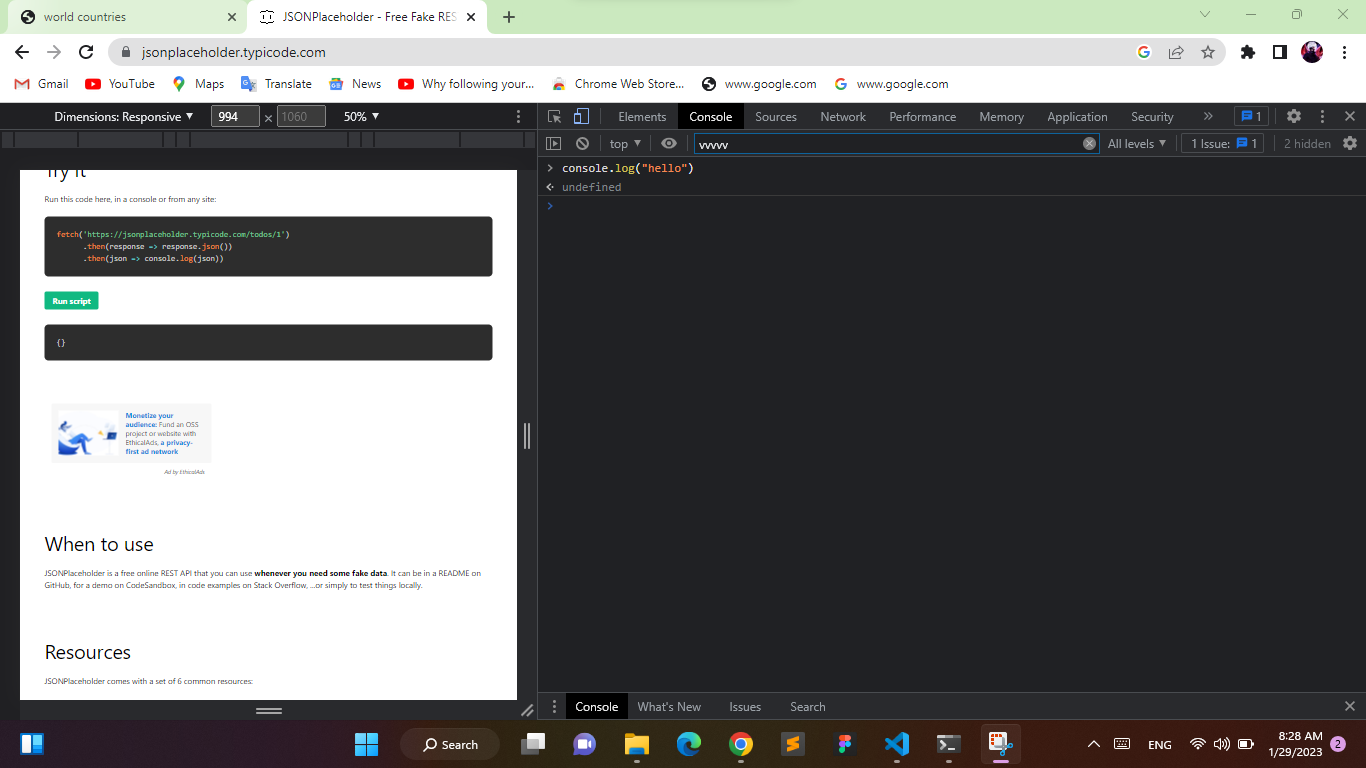 world countries
JSONPlaceholder - Free Fake RES
jsonplaceholder.typicode.com
Gmail
YouTube
Maps
Translate
News
Why following your...
Chrome Web Store...
www.google.com
www.google.com
Dimensions: Responsive
994
×
1060
50%
Try it
Run this code here, in a console or from any site:
fetch('https://jsonplaceholder.typicode.com/todos/1')
.then(response => response.json())
.then(json => console.log(json))
Run script
{}
Monetize your
audience: Fund an OSS
project or website with
EthicalAds, a privacy-
first ad network
Ad by EthicalAds
When to use
JSONPlaceholder is a free online REST API that you can use whenever you need some fake data. It can be in a README on
GitHub, for a demo on CodeSandbox, in code examples on Stack Overflow, ...or simply to test things locally.
Resources
JSONPlaceholder comes with a set of 6 common resources:
Elements
Console
Sources
Network
Performance
Memory
Application
Security
»
1
top
vvvvv
All levels
1 Issue: 1
2 hidden
console.log("hello")
undefined
Console
What's New
Issues
Search
Search
ENG
8:28 AM
1/29/2023
2